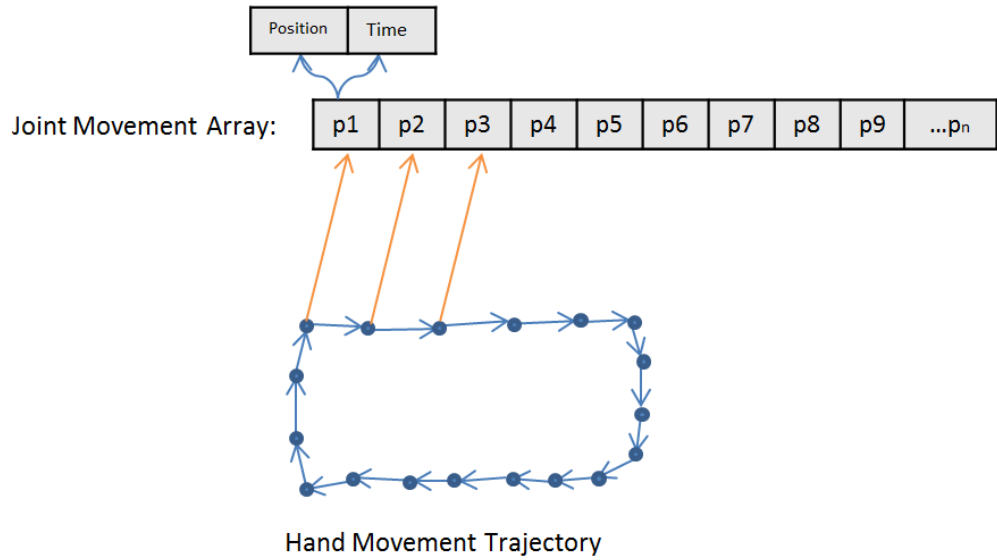 Position Time
Joint Movement Array: p1 p2 p3 p4 p5 p6 p7 p8 p9 ...pn
Hand Movement Trajectory